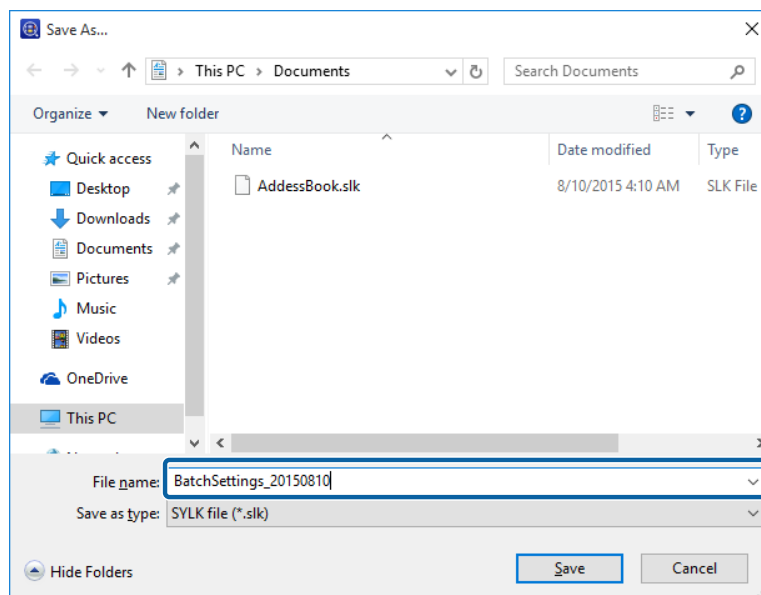 Save As...
This PC > Documents
Search Documents
Organize
New folder
Name
Date modified
Type
Quick access
AddessBook.slk
8/10/2015 4:10 AM
SLK File
Desktop
Downloads
Documents
Pictures
Music
Videos
OneDrive
This PC
File name:
BatchSettings_20150810
Save as type:
SYLK file (*.slk)
Hide Folders
Save
Cancel